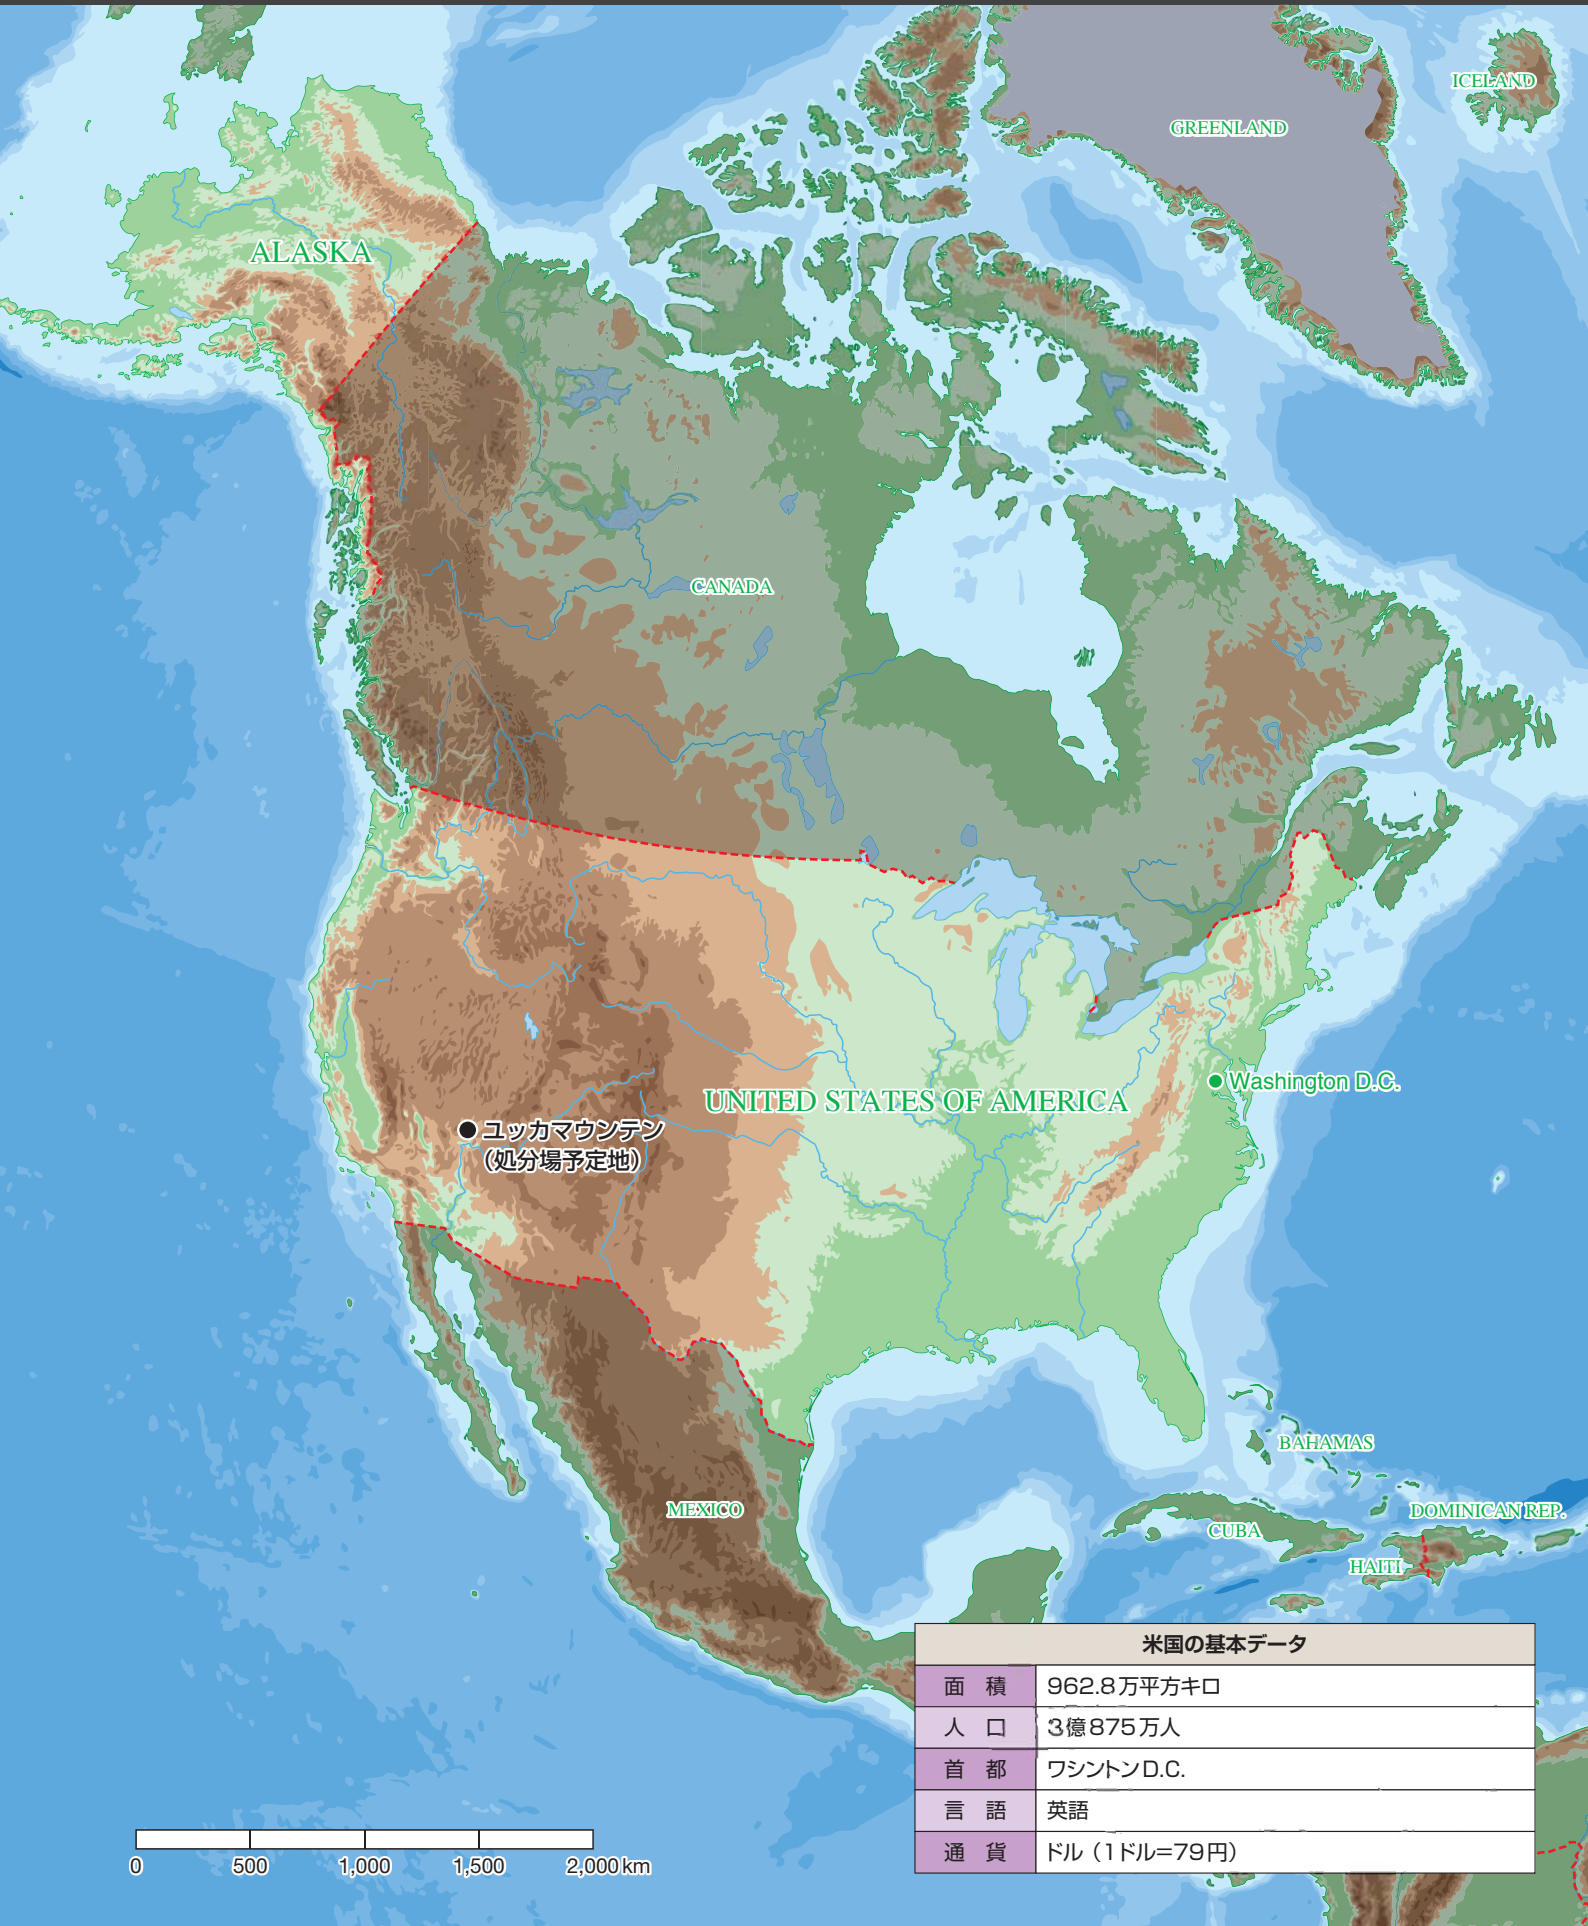 ICELAND
GREENLAND
ALASKA
CANADA
Washington D.C.
UNITED STATES OF AMERICA
ユッカマウンテン
（処分場予定地）
BAHAMAS
MEXICO
DOMINICAN REP.
CUBA
HAITI
米国の基本データ
面 積 962.8万平方キロ
人 口 3億875万人
首 都 ワシントンD.C.
言 語 英語
通 貨 ドル（1ドル＝79円）
0 500 1,000 1,500 2,000km